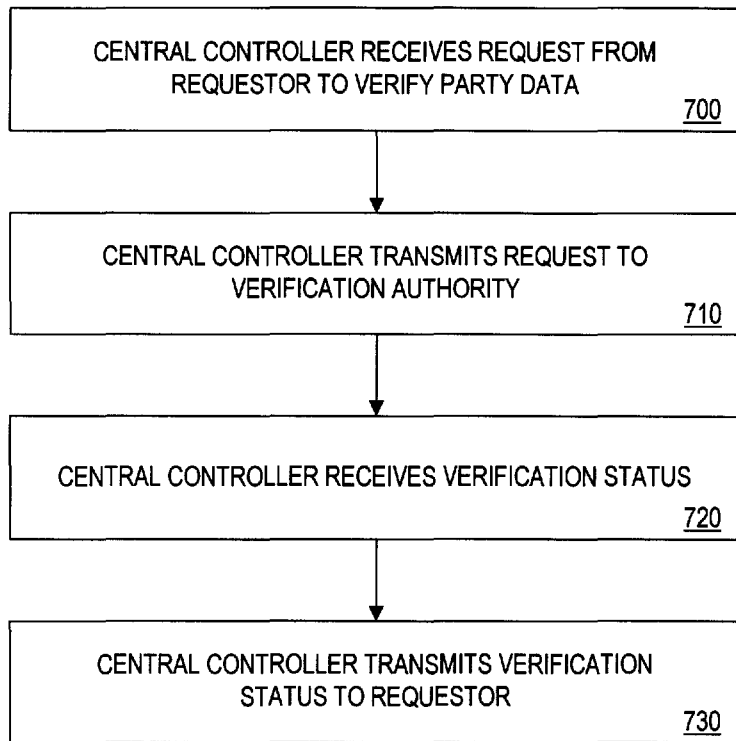 CENTRAL CONTROLLER RECEIVES REQUEST FROM
REQUESTOR TO VERIFY PARTY DATA
700
CENTRAL CONTROLLER TRANSMITS REQUEST TO
VERIFICATION AUTHORITY
710
CENTRAL CONTROLLER RECEIVES VERIFICATION STATUS
720
CENTRAL CONTROLLER TRANSMITS VERIFICATION
STATUS TO REQUESTOR
730